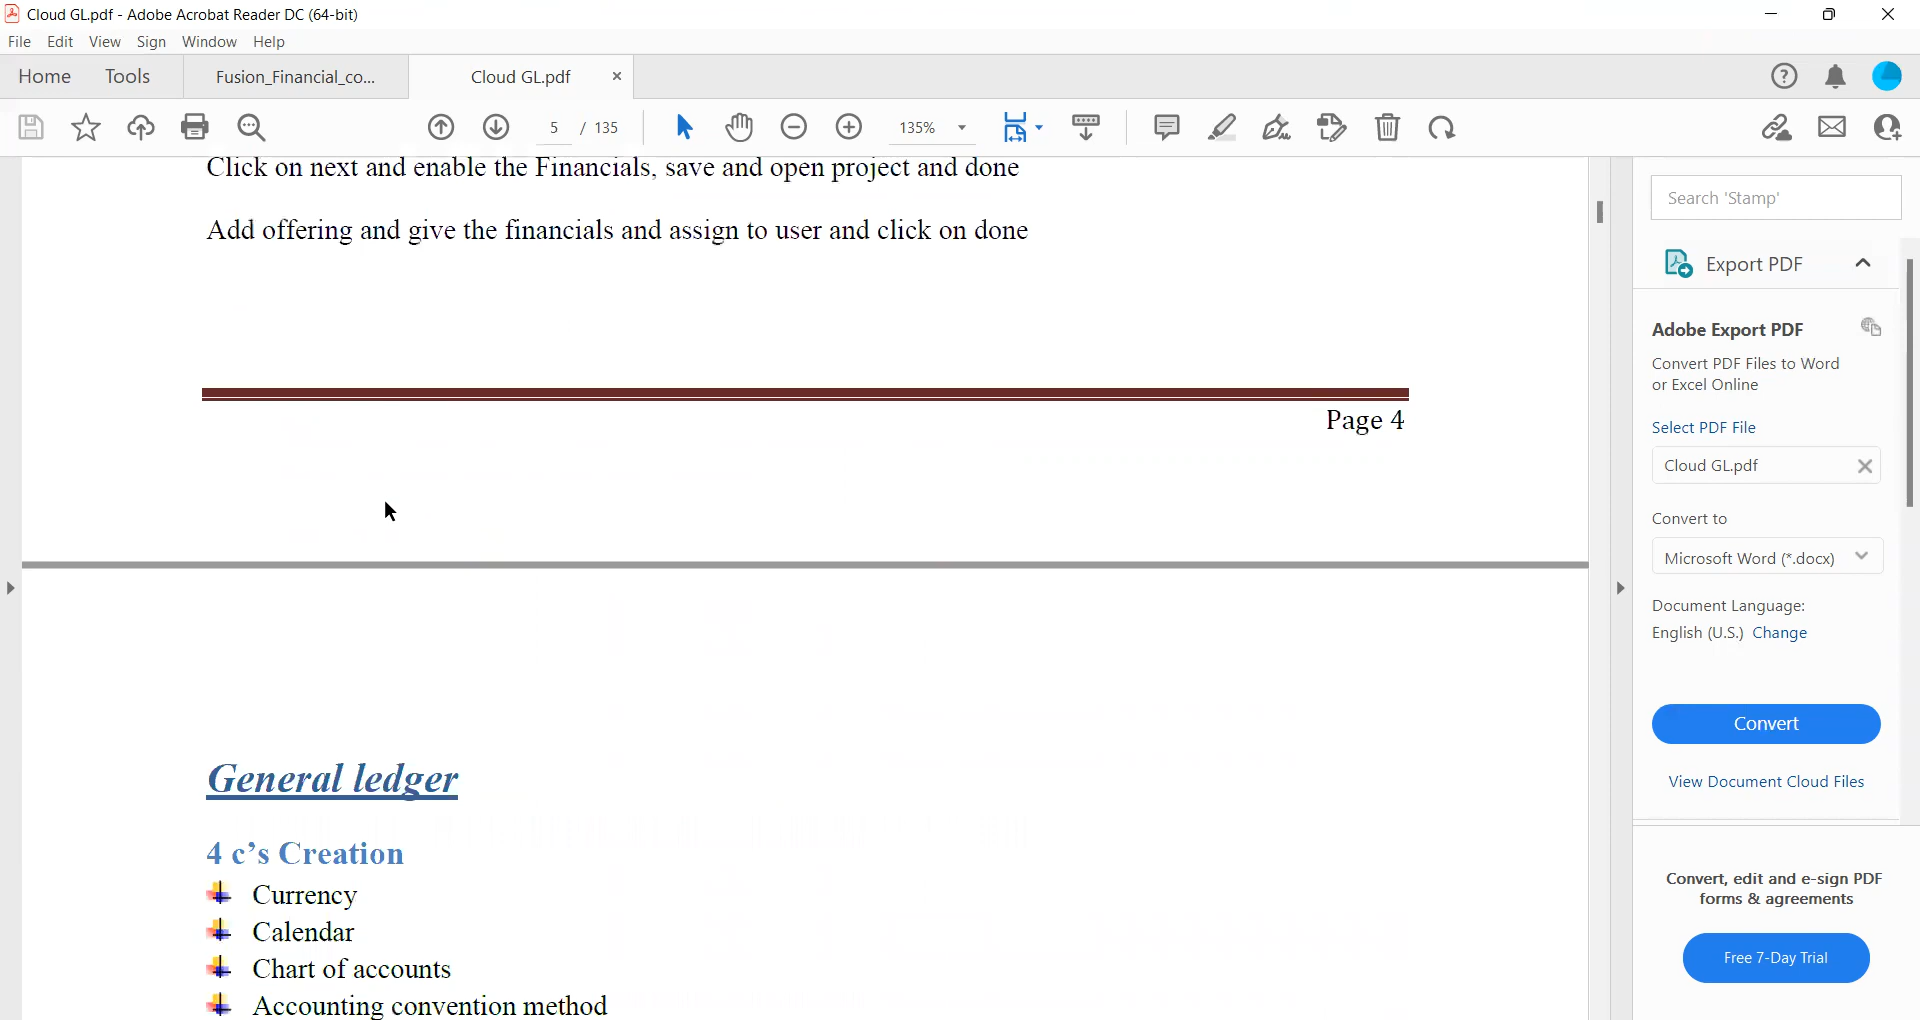 Cloud GL.pdf - Adobe Acrobat Reader DC (64-bit)
File Edit View Sign Window Help
Home Tools Fusion_Financial_co... Cloud GL.pdf
5 / 135 135%
Click on next and enable the Financials, save and open project and done
Add offering and give the financials and assign to user and click on done
Page 4
General ledger
4 c’s Creation
Currency
Calendar
Chart of accounts
Accounting convention method
Search 'Stamp'
Export PDF
Adobe Export PDF
Convert PDF Files to Word
or Excel Online
Select PDF File
Cloud GL.pdf
Convert to
Microsoft Word (*.docx)
Document Language:
English (U.S.) Change
Convert
View Document Cloud Files
Convert, edit and e-sign PDF
forms & agreements
Free 7-Day Trial